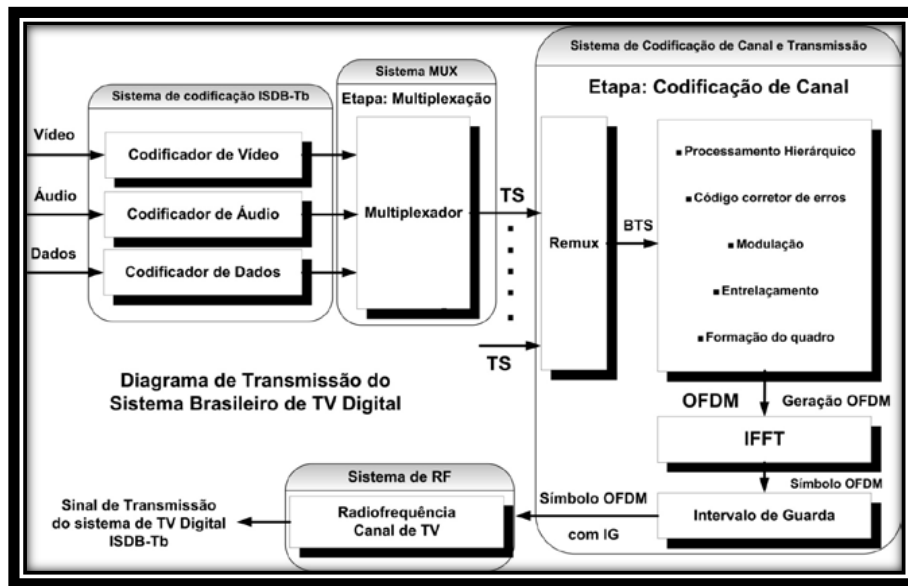 Sistema de codificação ISDB-Tb
Vídeo
Codificador de Vídeo
Áudio
Codificador de Áudio
Dados
Codificador de Dados
Sistema MUX
Etapa: Multiplexação
Multiplexador
TS
TS
Sistema de Codificação de Canal e Transmissão
Etapa: Codificação de Canal
Remux
BTS
▪ Processamento Hierárquico
▪ Código corretor de erros
▪ Modulação
▪ Entrelaçamento
▪ Formação do quadro
OFDM
Geração OFDM
IFFT
Símbolo OFDM
Intervalo de Guarda
Símbolo OFDM
com IG
Sistema de RF
Radiofrequência
Canal de TV
Sinal de Transmissão
do sistema de TV Digital
ISDB-Tb
Diagrama de Transmissão do
Sistema Brasileiro de TV Digital